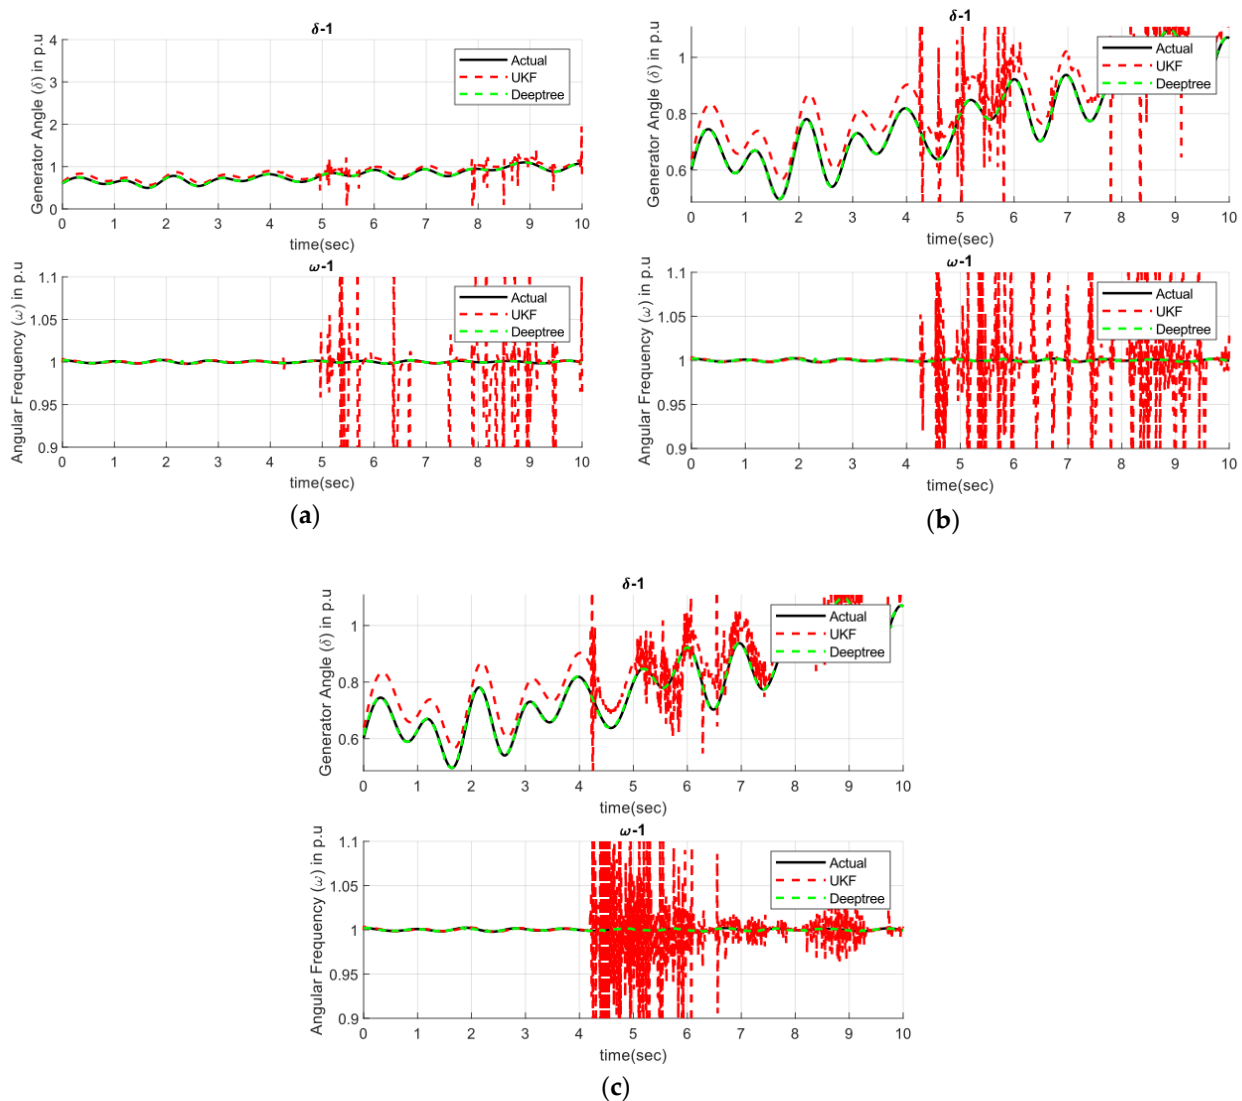 δ-1
Generator Angle (δ) in p.u
4
3
2
1
0
0 1 2 3 4 5 6 7 8 9 10
time(sec)
Actual
UKF
Deeptree
ω-1
Angular Frequency (ω) in p.u
1.1
1.05
1
0.95
0.9
0 1 2 3 4 5 6 7 8 9 10
time(sec)
Actual
UKF
Deeptree
(a)
δ-1
Generator Angle (δ) in p.u
1
0.8
0.6
0 1 2 3 4 5 6 7 8 9 10
time(sec)
Actual
UKF
Deeptree
ω-1
Angular Frequency (ω) in p.u
1.1
1.05
1
0.95
0.9
0 1 2 3 4 5 6 7 8 9 10
time(sec)
Actual
UKF
Deeptree
(b)
δ-1
Generator Angle (δ) in p.u
1
0.8
0.6
0 1 2 3 4 5 6 7 8 9 10
time(sec)
Actual
UKF
Deeptree
ω-1
Angular Frequency (ω) in p.u
1.1
1.05
1
0.95
0.9
0 1 2 3 4 5 6 7 8 9 10
time(sec)
Actual
UKF
Deeptree
(c)